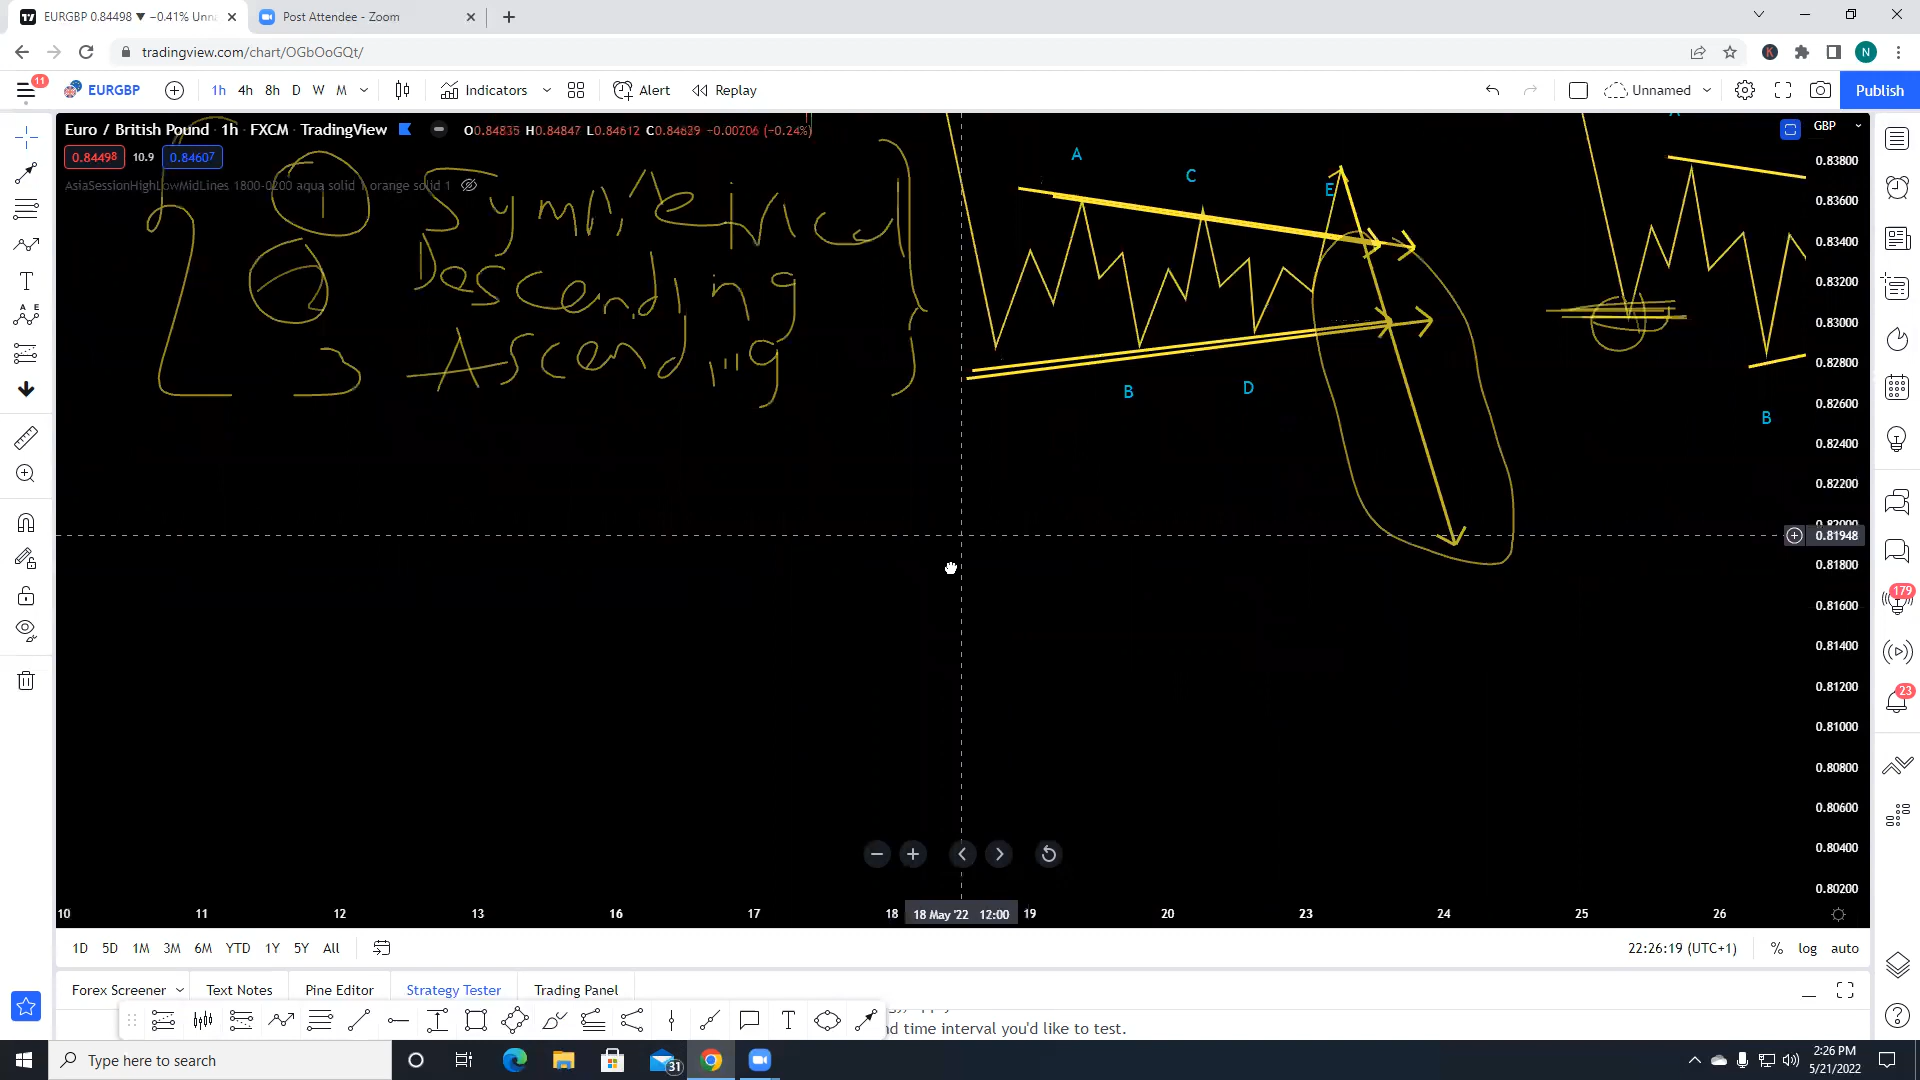 EURGBP 0.84498 ▼ −0.41% Unn
Post Attendee - Zoom
tradingview.com/chart/OGbOoGQt/
N
11
EURGBP
1h 4h 8h D W M
Indicators
Alert
Replay
Unnamed
Publish
Euro / British Pound · 1h · FXCM · TradingView
O0.84835 H0.84847 L0.84612 C0.84639 −0.00206 (−0.24%)
0.84498 10.9 0.84607
AsiaSessionHighLowMidLines 1800-0200 aqua solid 1 orange solid 1
GBP
1 Symmetrical
2 Descending
3 Ascending
A
C
E
B
D
B
0.83800
0.83600
0.83400
0.83200
0.83000
0.82800
0.82600
0.82400
0.82200
0.82000
0.81948
0.81800
0.81600
0.81400
0.81200
0.81000
0.80800
0.80600
0.80400
0.80200
179
23
10 11 12 13 16 17 18 18 May '22 12:00 19 20 23 24 25 26
1D 5D 1M 3M 6M YTD 1Y 5Y All
22:26:19 (UTC+1) % log auto
Forex Screener Text Notes Pine Editor Strategy Tester Trading Panel
nd time interval you'd like to test.
Type here to search
31
2:26 PM
5/21/2022